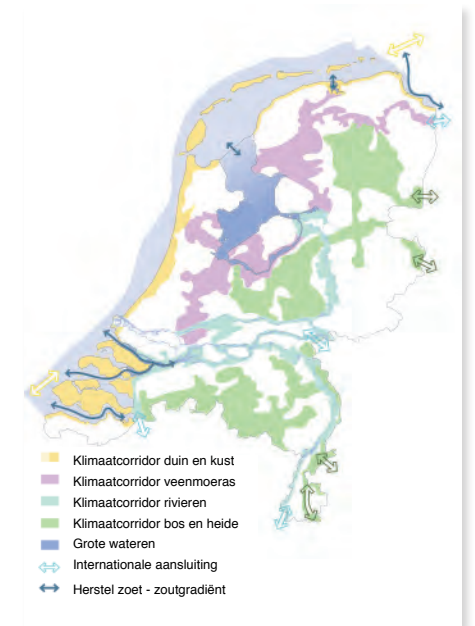 Klimaatcorridor duin en kust
Klimaatcorridor veenmoeras
Klimaatcorridor rivieren
Klimaatcorridor bos en heide
Grote wateren
Internationale aansluiting
Herstel zoet - zoutgradiënt